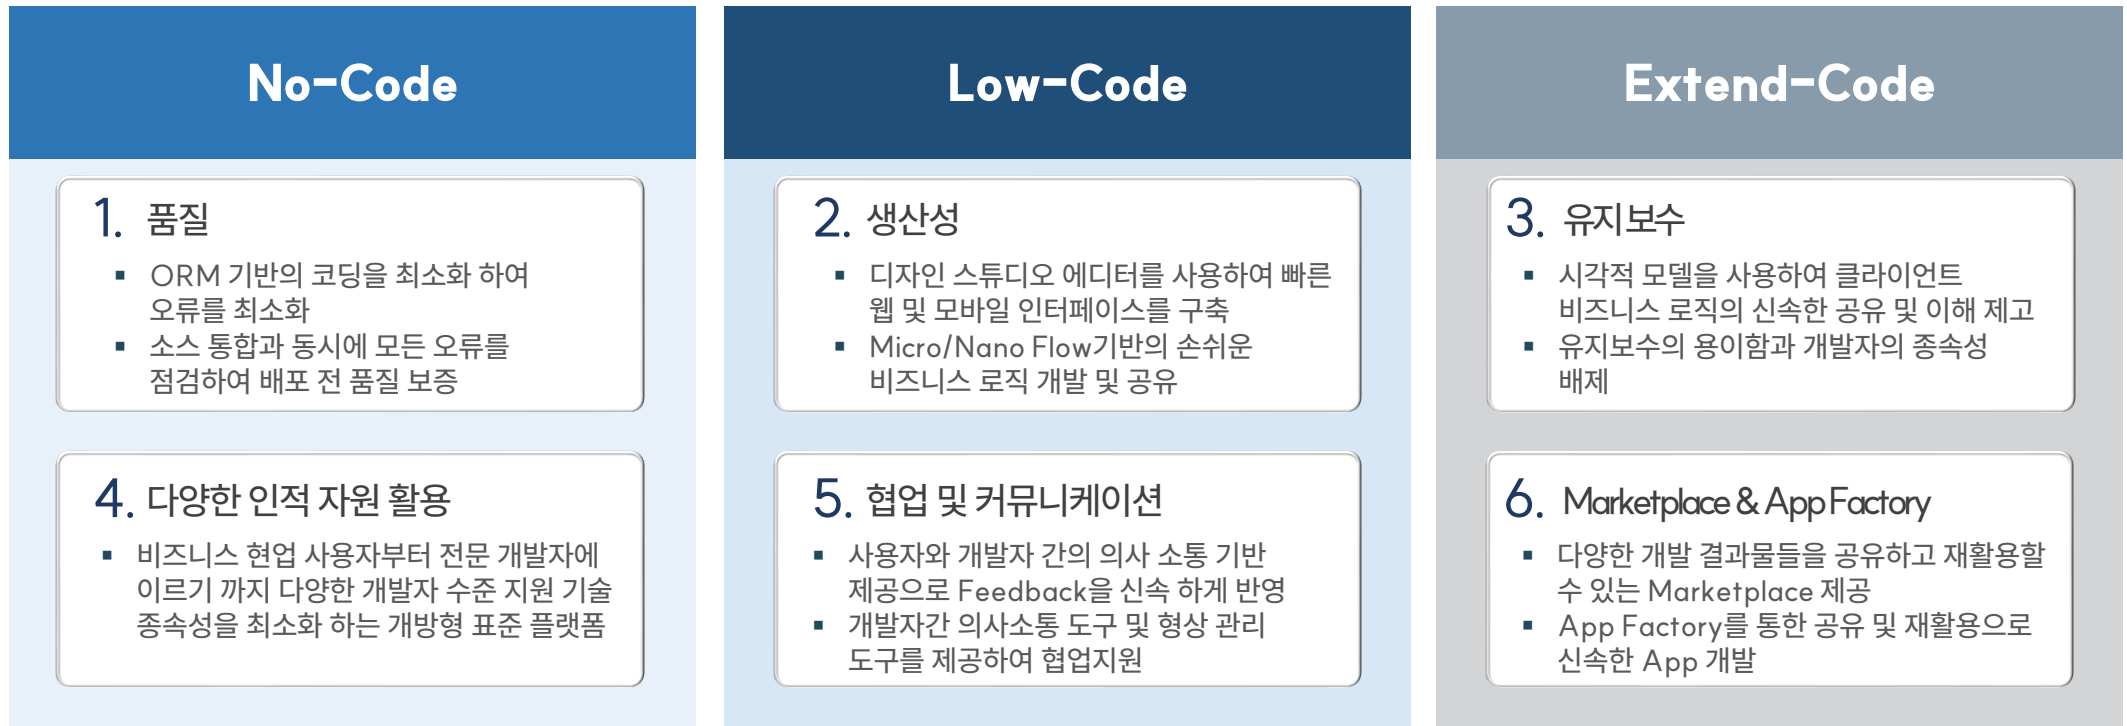 No-Code
1. 품질
▪ ORM 기반의 코딩을 최소화 하여
오류를 최소화
▪ 소스 통합과 동시에 모든 오류를
점검하여 배포 전 품질 보증
4. 다양한 인적 자원 활용
▪ 비즈니스 현업 사용자부터 전문 개발자에
이르기 까지 다양한 개발자 수준 지원 기술
종속성을 최소화 하는 개방형 표준 플랫폼
Low-Code
2. 생산성
▪ 디자인 스튜디오 에디터를 사용하여 빠른
웹 및 모바일 인터페이스를 구축
▪ Micro/Nano Flow기반의 손쉬운
비즈니스 로직 개발 및 공유
5. 협업 및 커뮤니케이션
▪ 사용자와 개발자 간의 의사 소통 기반
제공으로 Feedback을 신속 하게 반영
▪ 개발자간 의사소통 도구 및 형상 관리
도구를 제공하여 협업지원
Extend-Code
3. 유지보수
▪ 시각적 모델을 사용하여 클라이언트
비즈니스 로직의 신속한 공유 및 이해 제고
▪ 유지보수의 용이함과 개발자의 종속성
배제
6. Marketplace & App Factory
▪ 다양한 개발 결과물들을 공유하고 재활용할
수 있는 Marketplace 제공
▪ App Factory를 통한 공유 및 재활용으로
신속한 App 개발